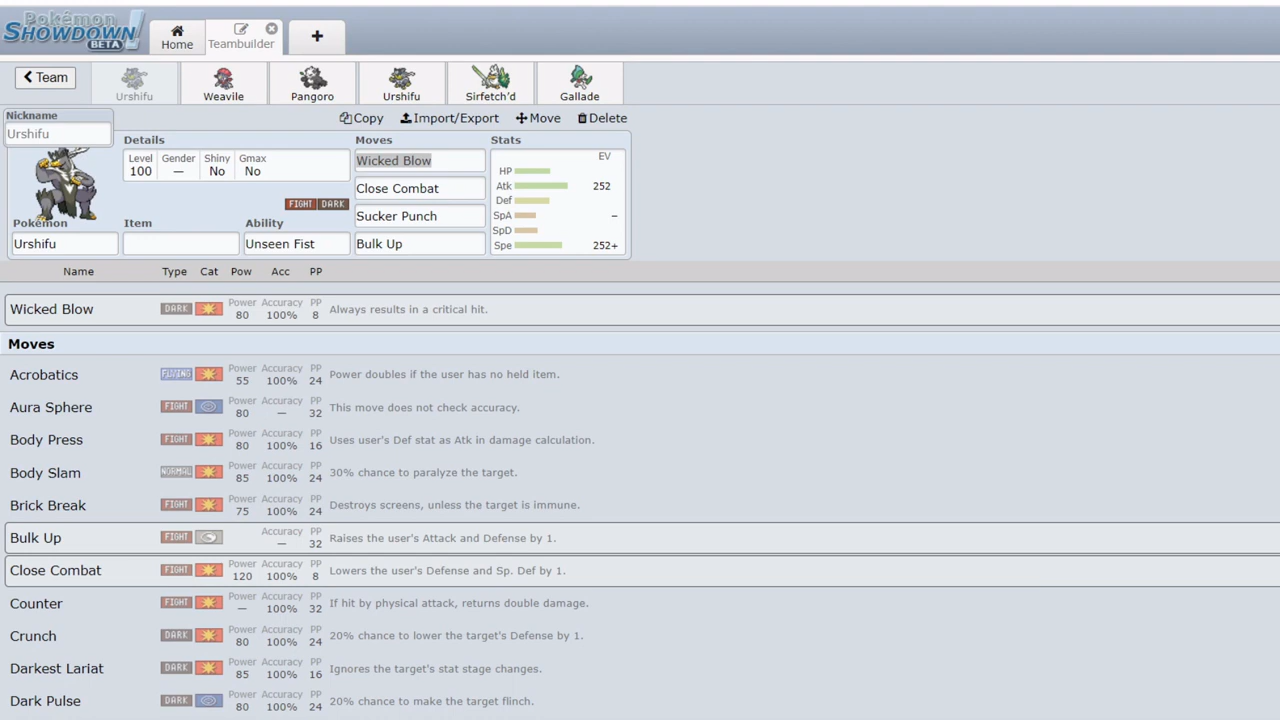 Pokémon
SHOWDOWN!
BETA
Home
Teambuilder
+
Team
Urshifu
Weavile
Pangoro
Urshifu
Sirfetch'd
Gallade
Nickname
Urshifu
Copy Import/Export Move Delete
Details
Level Gender Shiny Gmax
100 — No No
FIGHT DARK
Pokémon Item Ability
Urshifu Unseen Fist
Moves
Wicked Blow
Close Combat
Sucker Punch
Bulk Up
Stats
EV
HP
Atk 252
Def
SpA –
SpD
Spe 252+
Name Type Cat Pow Acc PP
Wicked Blow DARK Power 80 Accuracy 100% PP 8 Always results in a critical hit.
Moves
Acrobatics FLYING Power 55 Accuracy 100% PP 24 Power doubles if the user has no held item.
Aura Sphere FIGHT Power 80 Accuracy — PP 32 This move does not check accuracy.
Body Press FIGHT Power 80 Accuracy 100% PP 16 Uses user's Def stat as Atk in damage calculation.
Body Slam NORMAL Power 85 Accuracy 100% PP 24 30% chance to paralyze the target.
Brick Break FIGHT Power 75 Accuracy 100% PP 24 Destroys screens, unless the target is immune.
Bulk Up FIGHT Accuracy — PP 32 Raises the user's Attack and Defense by 1.
Close Combat FIGHT Power 120 Accuracy 100% PP 8 Lowers the user's Defense and Sp. Def by 1.
Counter FIGHT Power — Accuracy 100% PP 32 If hit by physical attack, returns double damage.
Crunch DARK Power 80 Accuracy 100% PP 24 20% chance to lower the target's Defense by 1.
Darkest Lariat DARK Power 85 Accuracy 100% PP 16 Ignores the target's stat stage changes.
Dark Pulse DARK Power 80 Accuracy 100% PP 24 20% chance to make the target flinch.